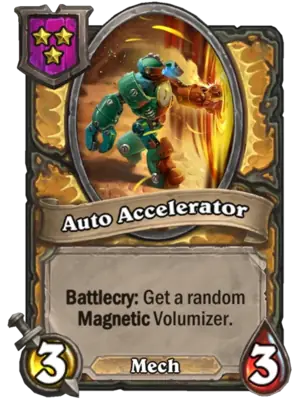 Auto Accelerator
Battlecry: Get a random
Magnetic Volumizer.
3
Mech
3